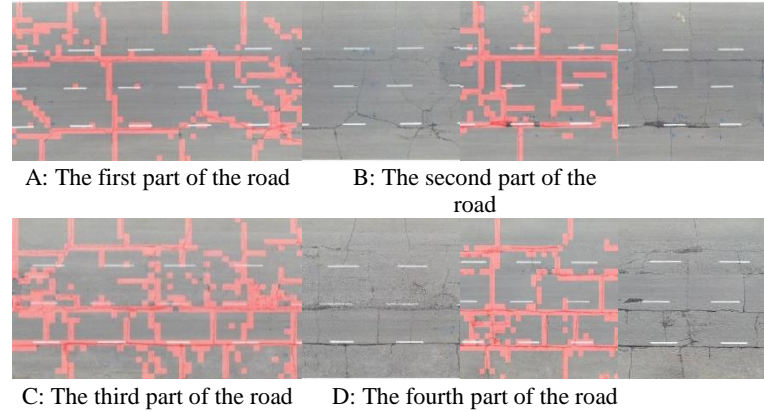 A: The first part of the road
B: The second part of the
road
C: The third part of the road
D: The fourth part of the road